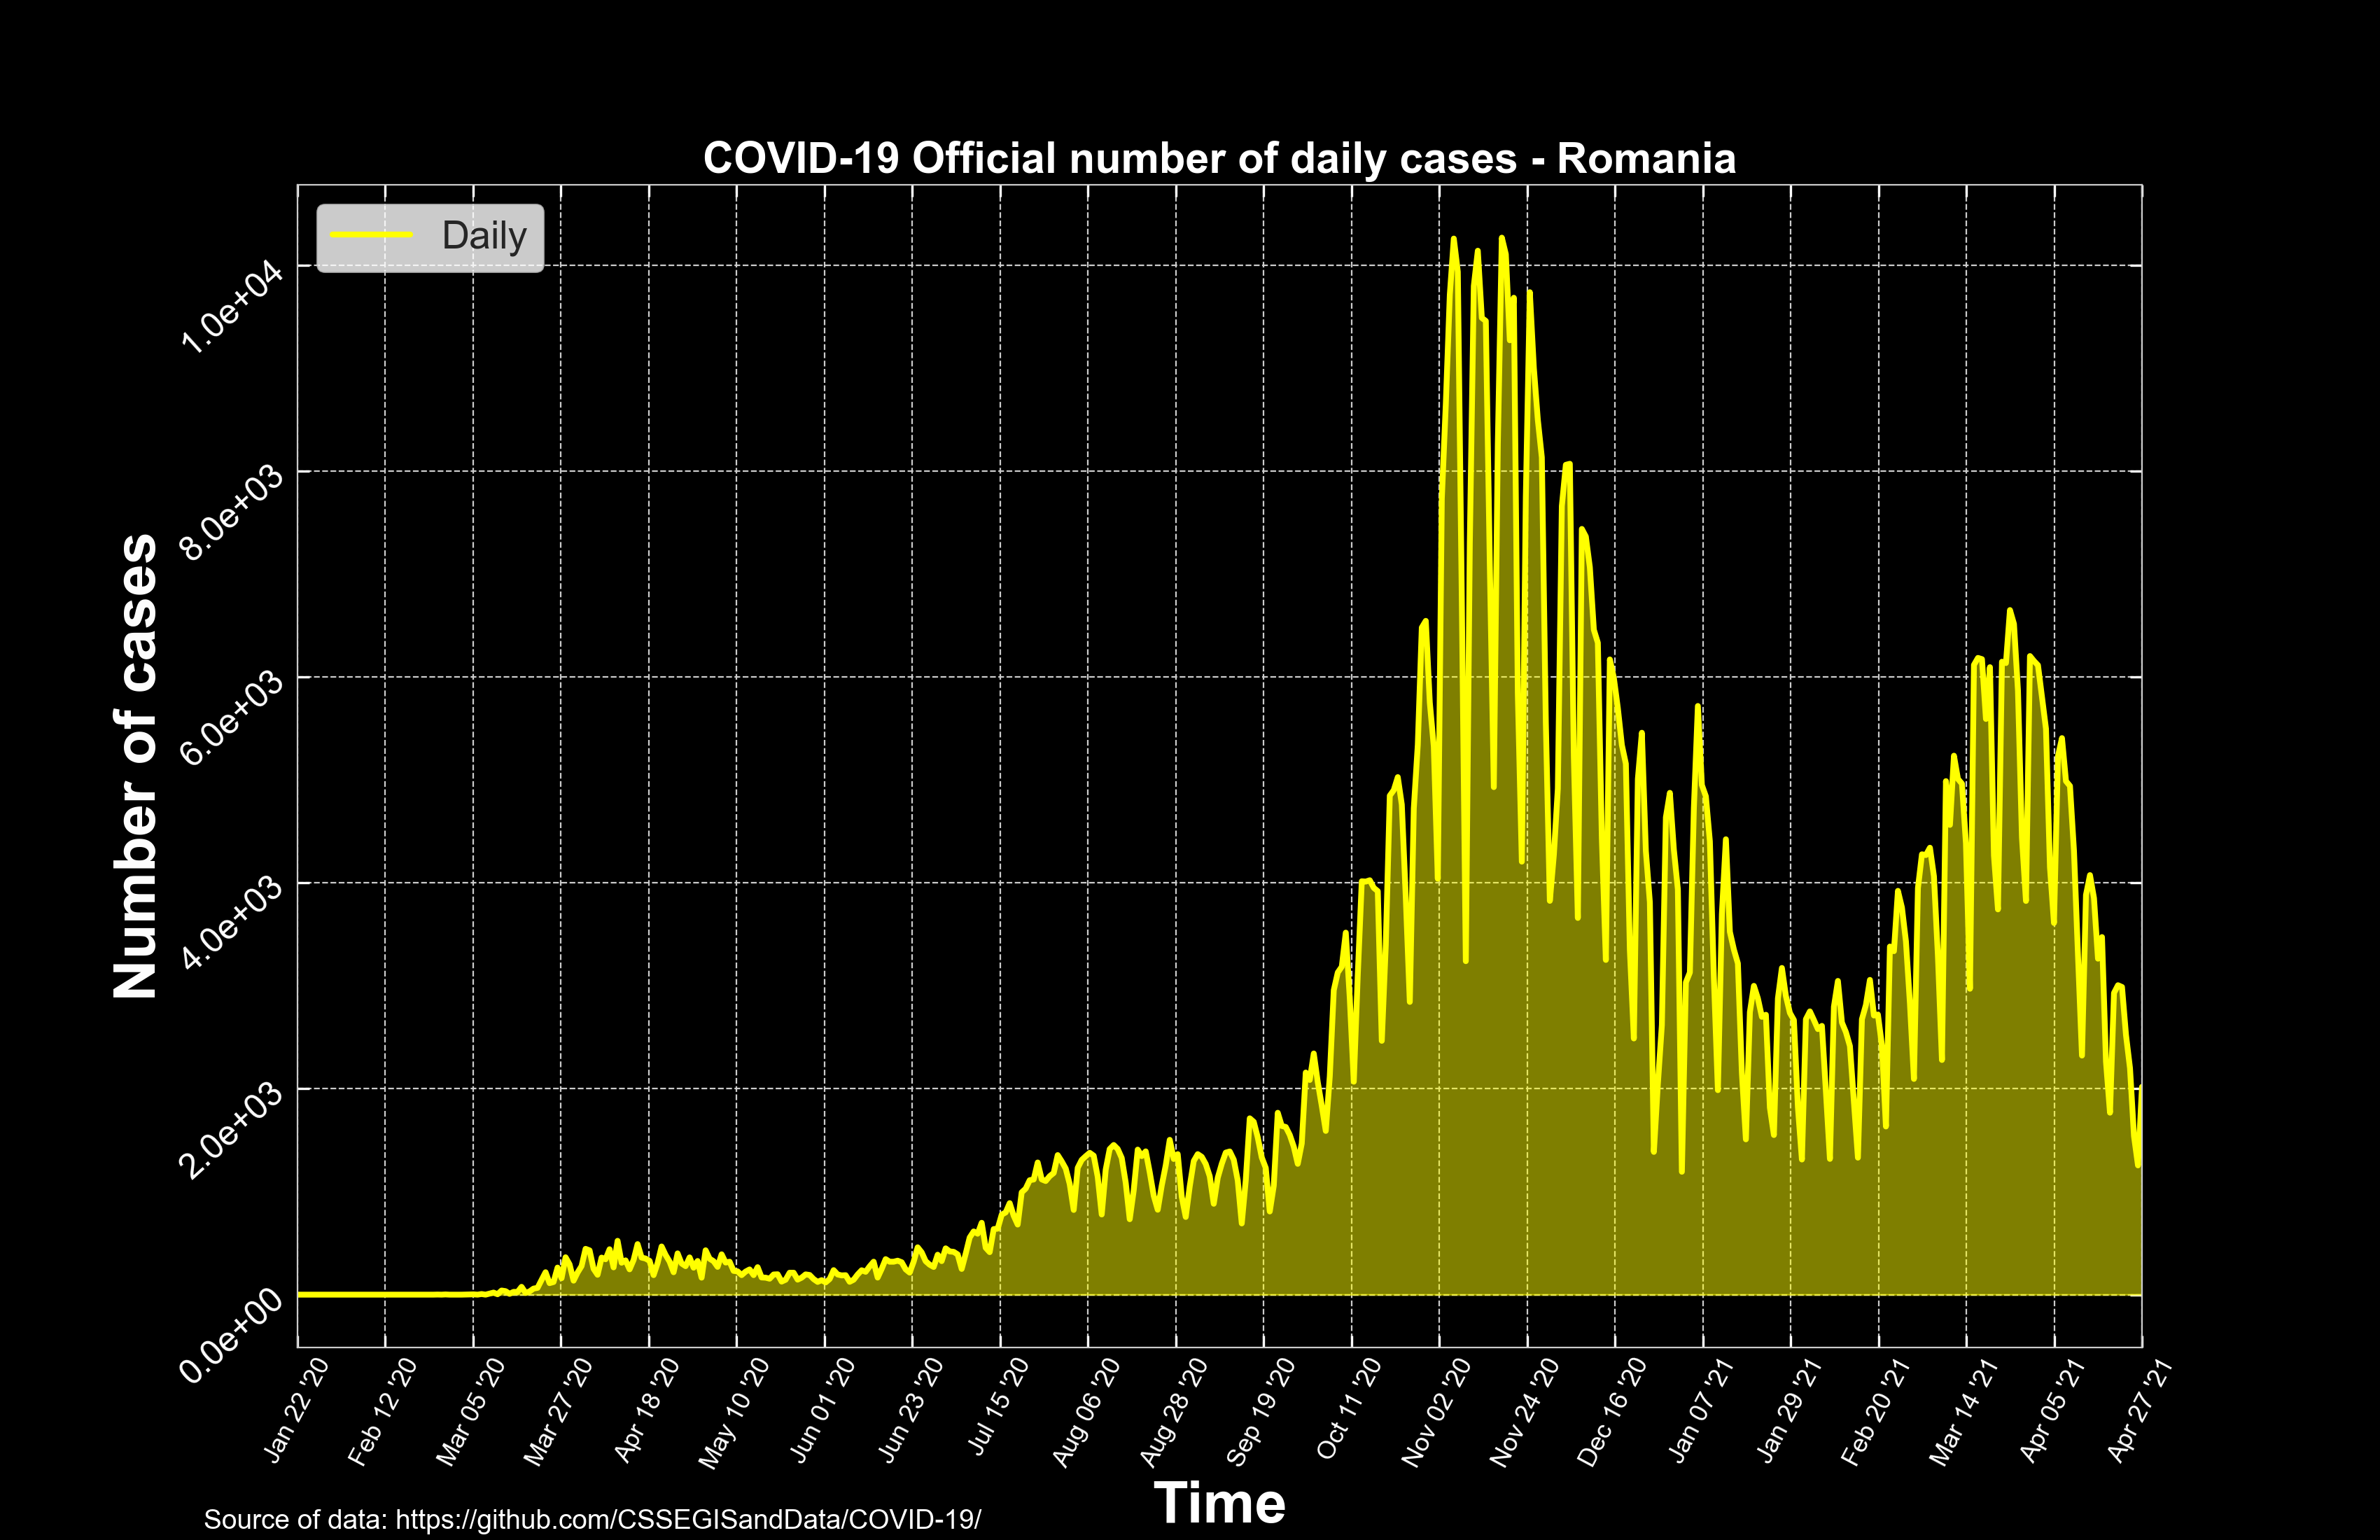 COVID-19 Official number of daily cases - Romania
Daily
Number of cases
1.0e+04
8.0e+03
6.0e+03
4.0e+03
2.0e+03
0.0e+00
Jan 22 '20
Feb 12 '20
Mar 05 '20
Mar 27 '20
Apr 18 '20
May 10 '20
Jun 01 '20
Jun 23 '20
Jul 15 '20
Aug 06 '20
Aug 28 '20
Sep 19 '20
Oct 11 '20
Nov 02 '20
Nov 24 '20
Dec 16 '20
Jan 07 '21
Jan 29 '21
Feb 20 '21
Mar 14 '21
Apr 05 '21
Apr 27 '21
Time
Source of data: https://github.com/CSSEGISandData/COVID-19/